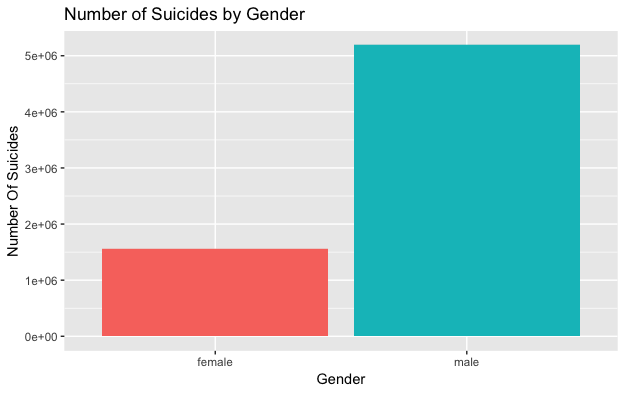 Number of Suicides by Gender
Number Of Suicides
5e+06
4e+06
3e+06
2e+06
1e+06
0e+00
female male
Gender